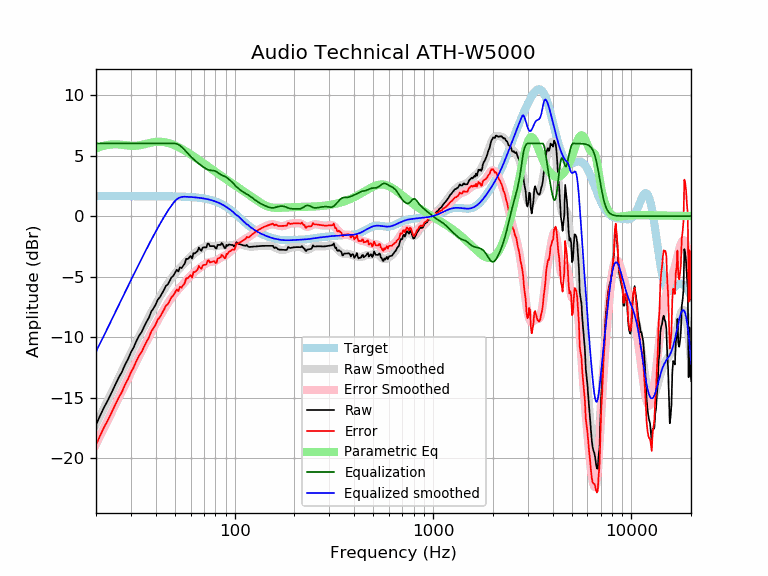 Audio Technical ATH-W5000
Amplitude (dBr)
10
5
0
−5
−10
−15
−20
Target
Raw Smoothed
Error Smoothed
Raw
Error
Parametric Eq
Equalization
Equalized smoothed
100
1000
10000
Frequency (Hz)